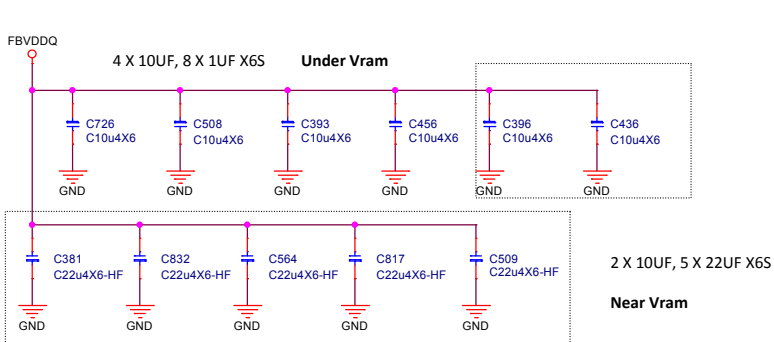 FBVDDQ
4 X 10UF, 8 X 1UF X6S Under Vram
C726 C508 C393 C456 C396 C436
C10u4X6 C10u4X6 C10u4X6 C10u4X6 C10u4X6 C10u4X6
GND GND GND GND GND GND
C381 C832 C564 C817 C509
C22u4X6-HF C22u4X6-HF C22u4X6-HF C22u4X6-HF C22u4X6-HF
2 X 10UF, 5 X 22UF X6S
Near Vram
GND GND GND GND GND